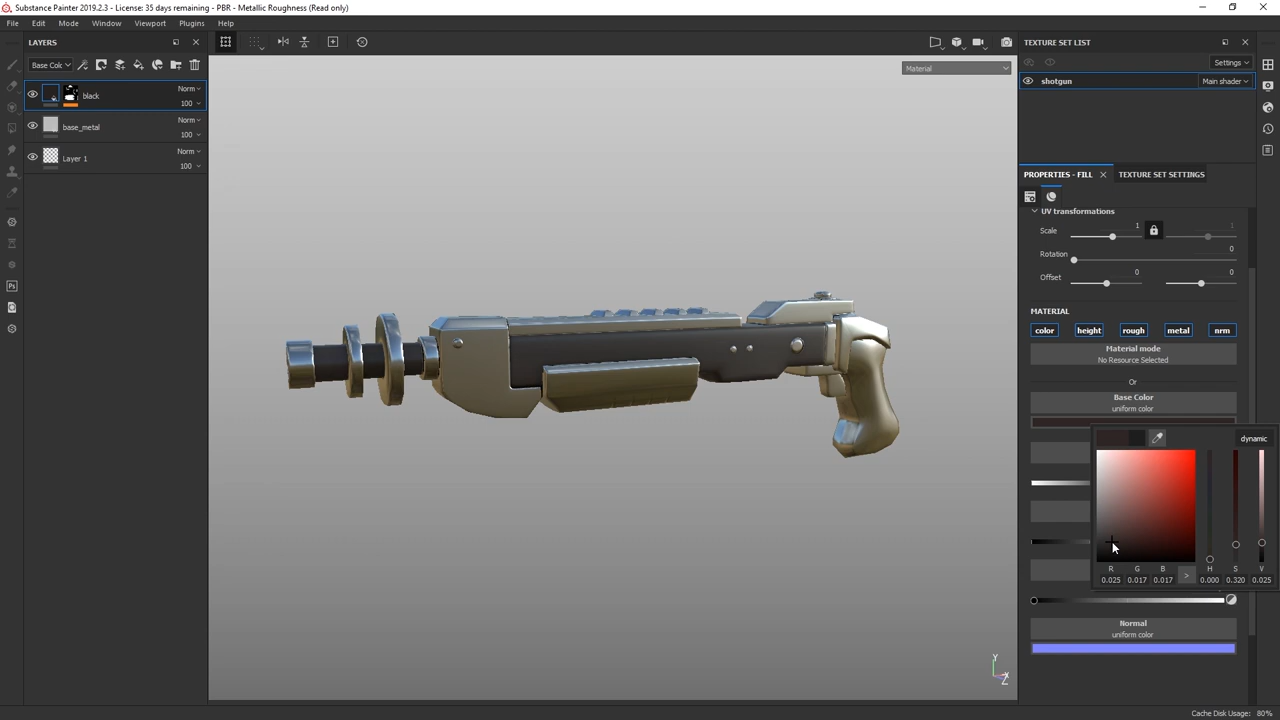 Substance Painter 2019.2.3 - License: 35 days remaining - PBR - Metallic Roughness (Read only)
File Edit Mode Window Viewport Plugins Help
LAYERS
Base Col
black
Norm
100
base_metal
Norm
100
Layer 1
Norm
100
Material
Y
Z
TEXTURE SET LIST
Settings
shotgun
Main shader
PROPERTIES - FILL
TEXTURE SET SETTINGS
UV transformations
Scale
1
1
Rotation
0
Offset
0
0
MATERIAL
color height rough metal nrm
Material mode
No Resource Selected
Or
Base Color
uniform color
dynamic
R G B H S V
0.025 0.017 0.017 > 0.000 0.320 0.025
Normal
uniform color
Cache Disk Usage: 80%